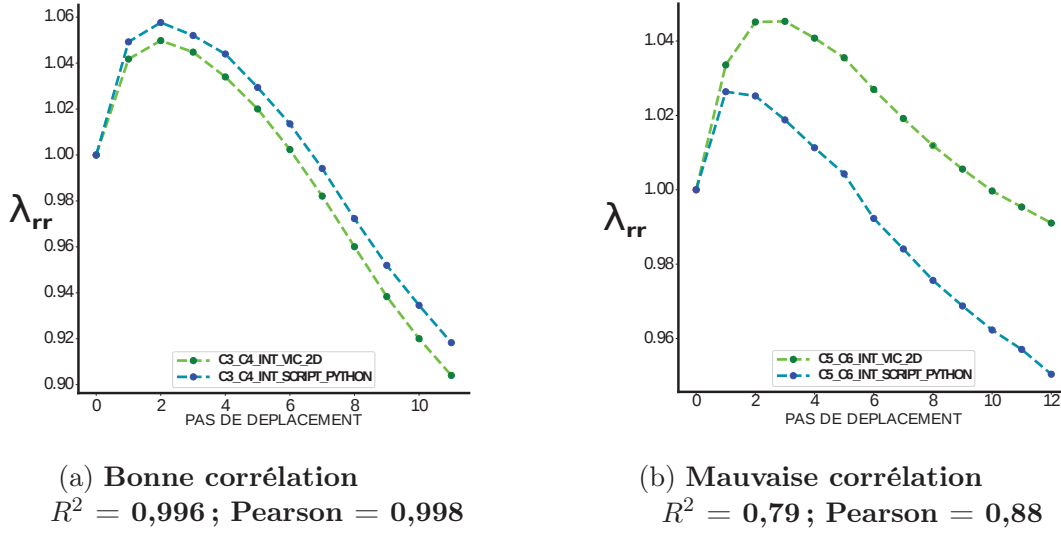 1.06
1.04
1.02
1.00
0.98
0.96
0.94
0.92
0.90
λrr
0 2 4 6 8 10
PAS DE DEPLACEMENT
C3_C4_INT_VIC_2D
C3_C4_INT_SCRIPT_PYTHON
(a) Bonne corrélation
R² = 0,996 ; Pearson = 0,998
1.04
1.02
1.00
0.98
0.96
λrr
0 2 4 6 8 10 12
PAS DE DEPLACEMENT
C5_C6_INT_VIC_2D
C5_C6_INT_SCRIPT_PYTHON
(b) Mauvaise corrélation
R² = 0,79 ; Pearson = 0,88